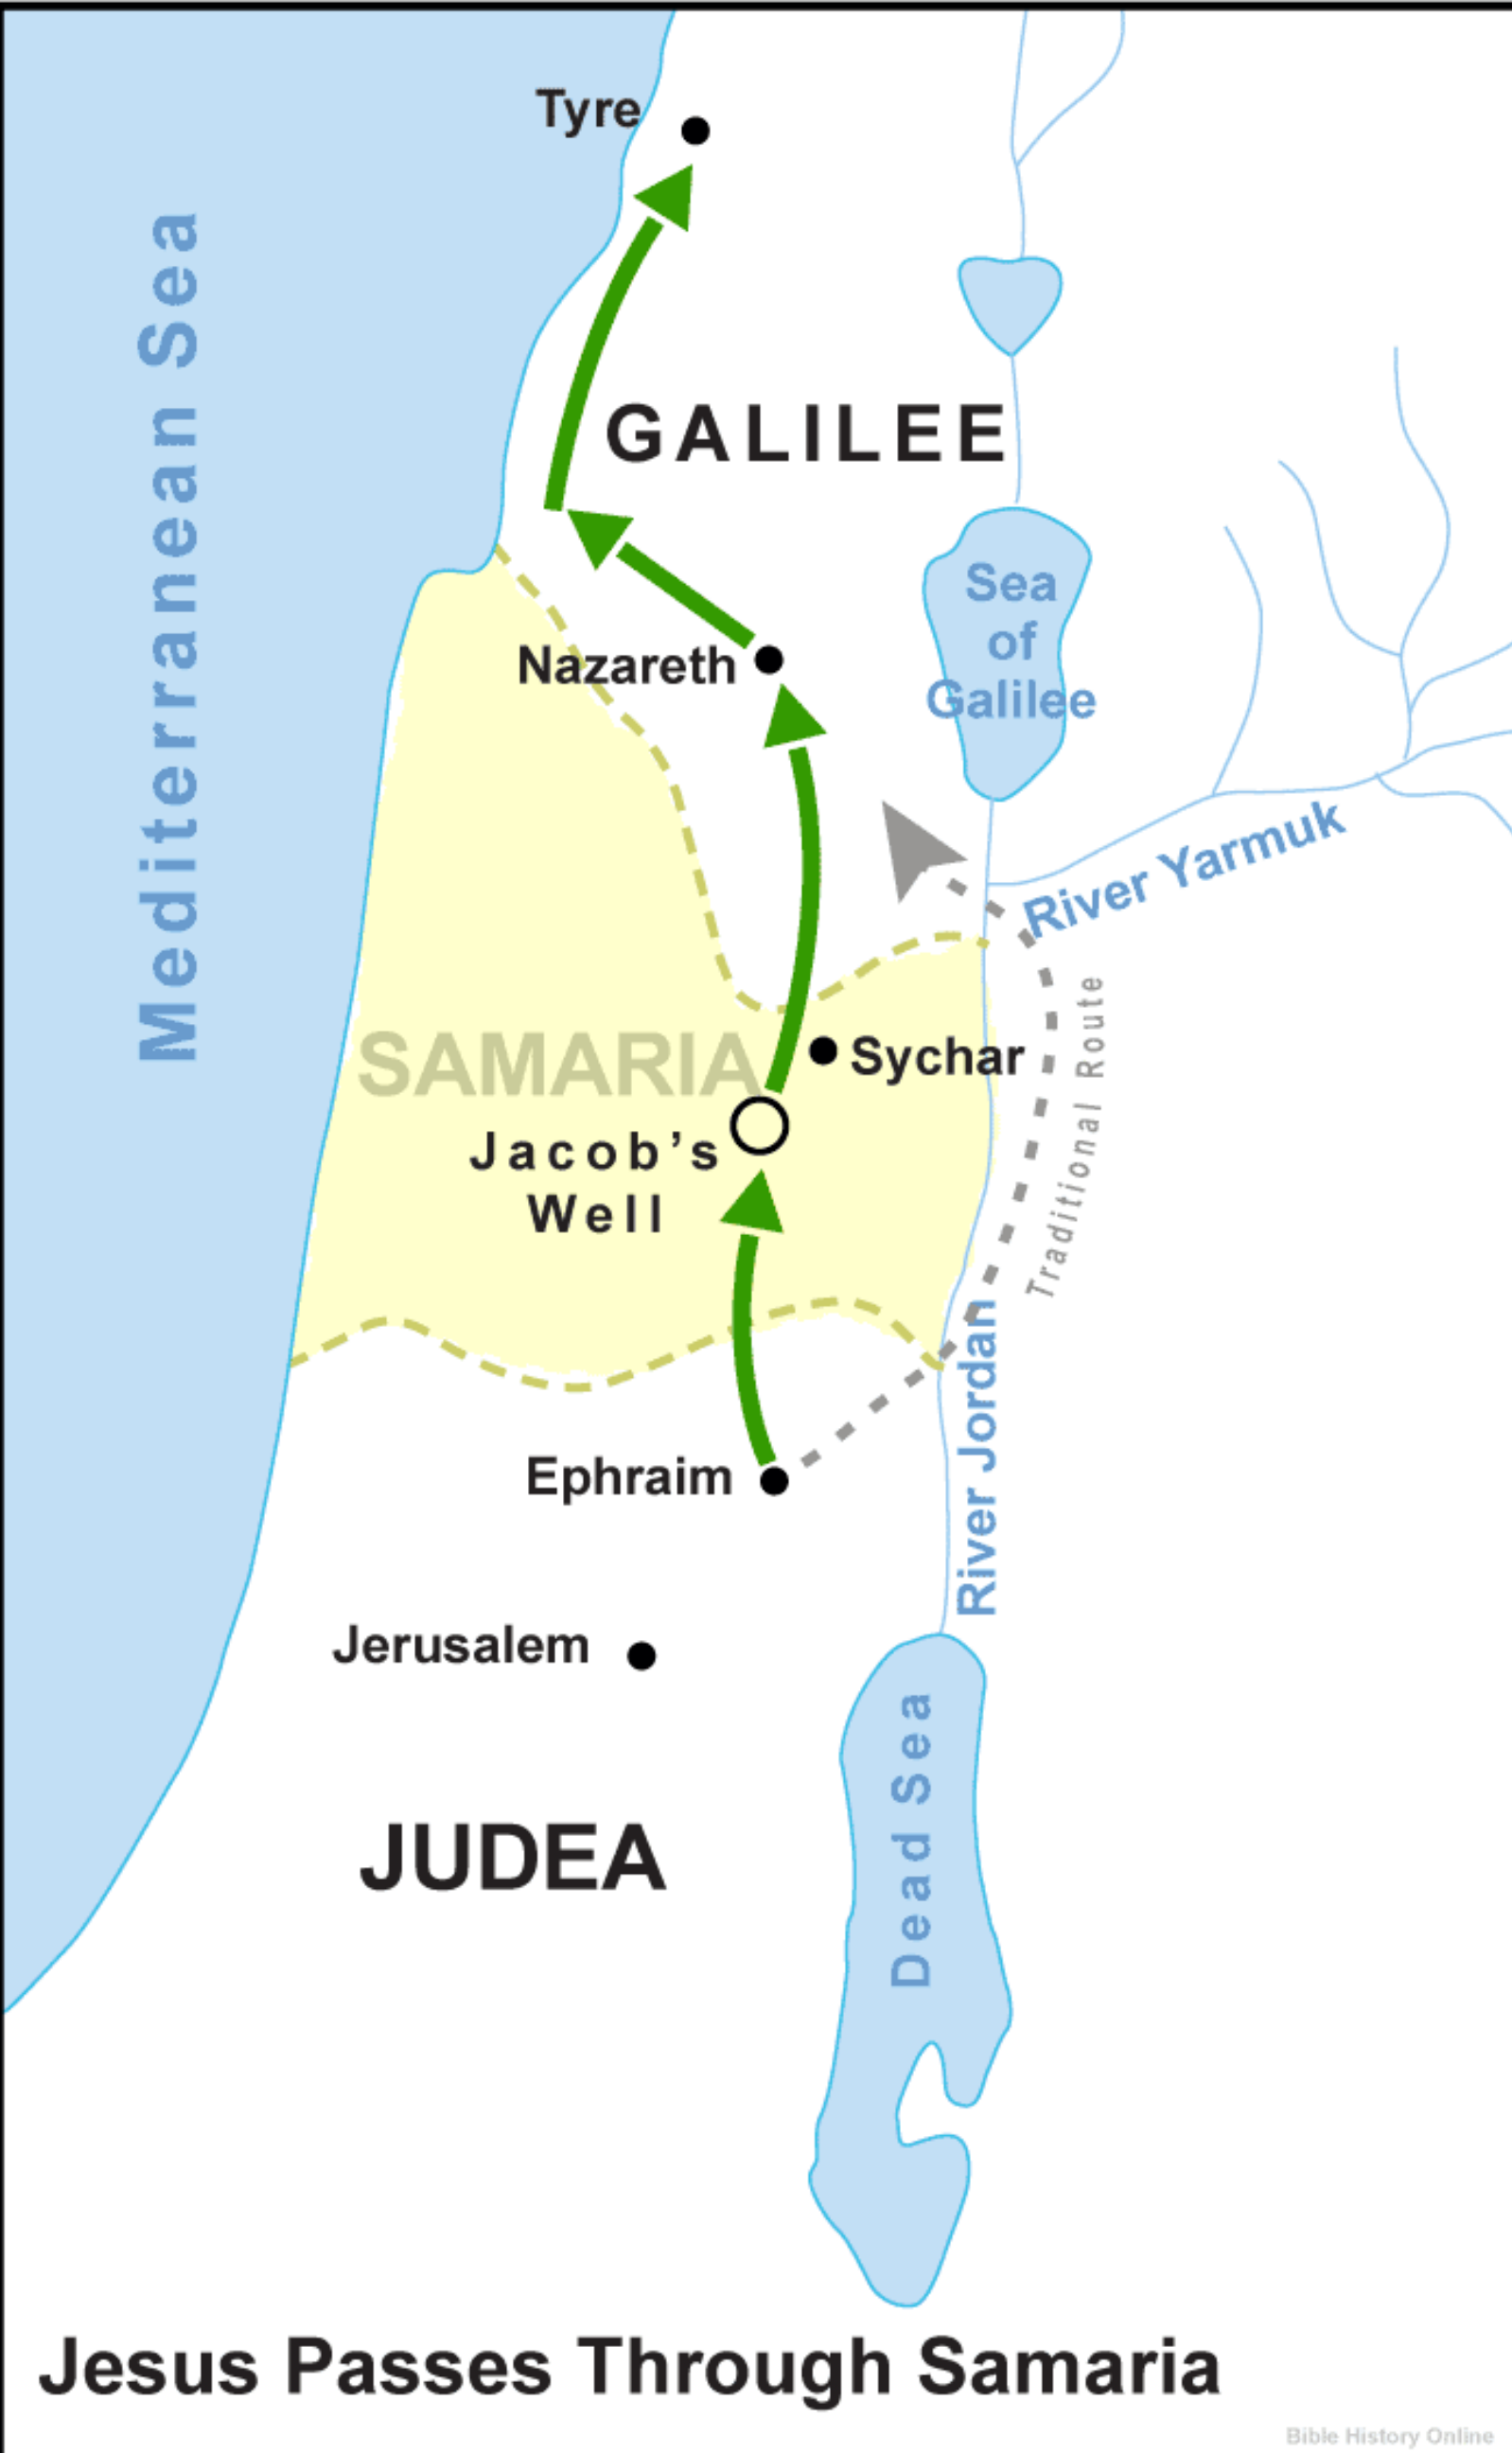 Tyre
Mediterranean Sea
GALILEE
Sea
of
Galilee
Nazareth
River Yarmuk
Traditional Route
SAMARIA
Sychar
Jacob's
Well
River Jordan
Ephraim
Jerusalem
Dead Sea
JUDEA
Jesus Passes Through Samaria
Bible History Online